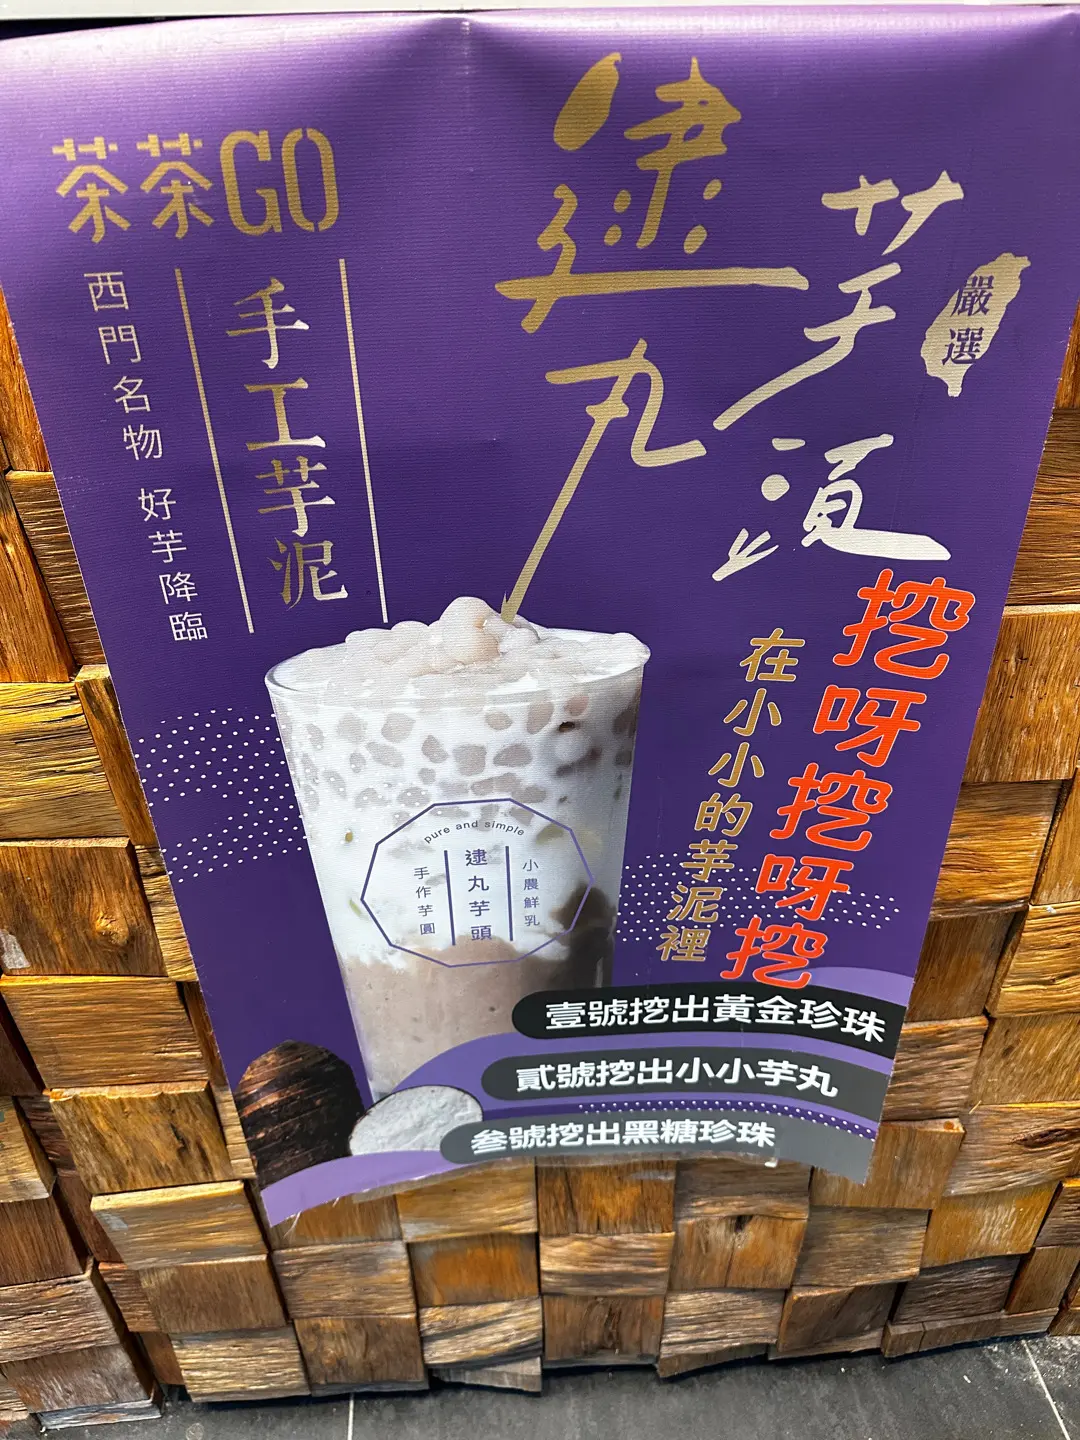 茶茶GO
西門名物 好芋降臨
手工芋泥
逮丸
芋頭
嚴選
挖呀挖呀挖
在小小的芋泥裡
pure and simple
小農鮮乳
逮丸芋頭
手作芋圓
壹號挖出黃金珍珠
貳號挖出小小芋丸
叁號挖出黑糖珍珠